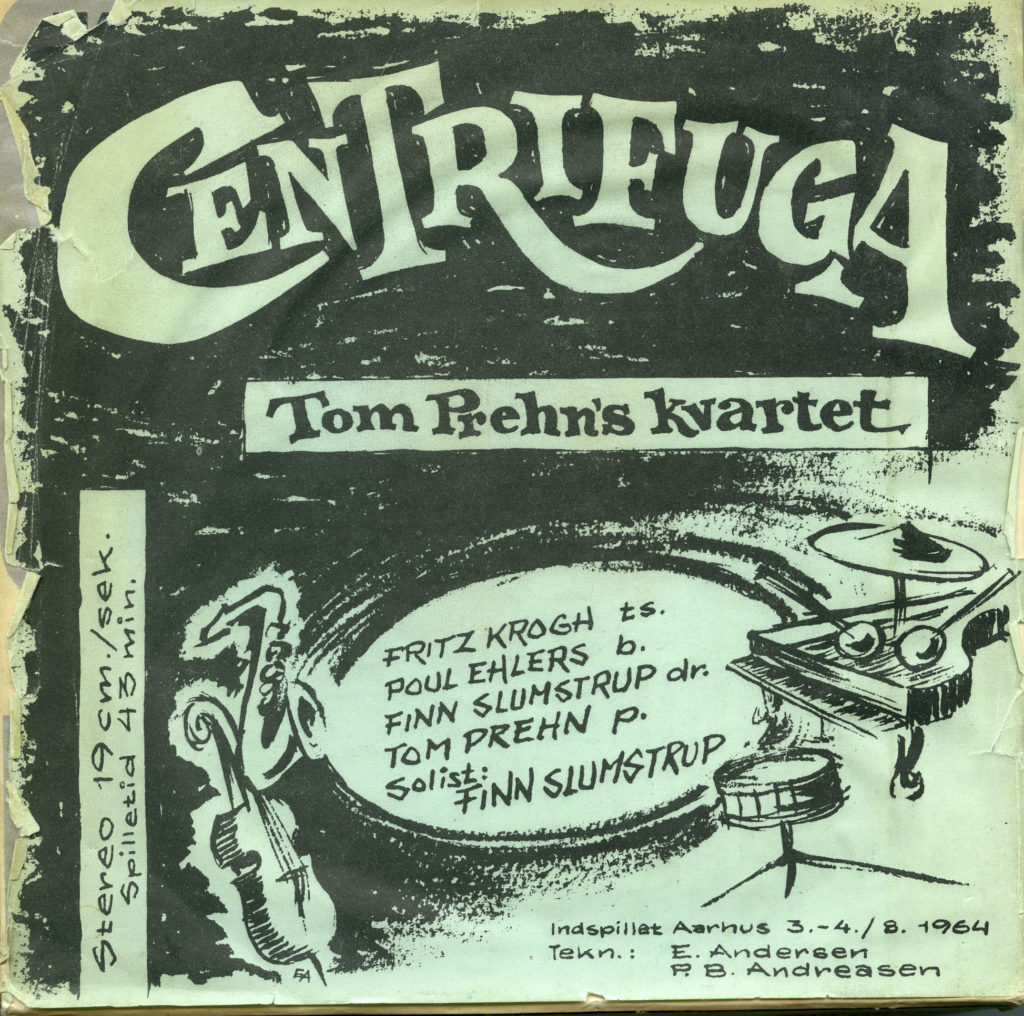 CENTRIFUGA
Tom Prehn's kvartet
Stereo 19 cm./sek.
Spilletid 43 min.
FRITZ KROGH ts.
POUL EHLERS b.
FINN SLUMSTRUP dr.
TOM PREHN p.
Solist:
FINN SLUMSTRUP
Indspillet Aarhus 3.-4./8. 1964
Tekn.: E. Andersen
P. B. Andreasen
EA